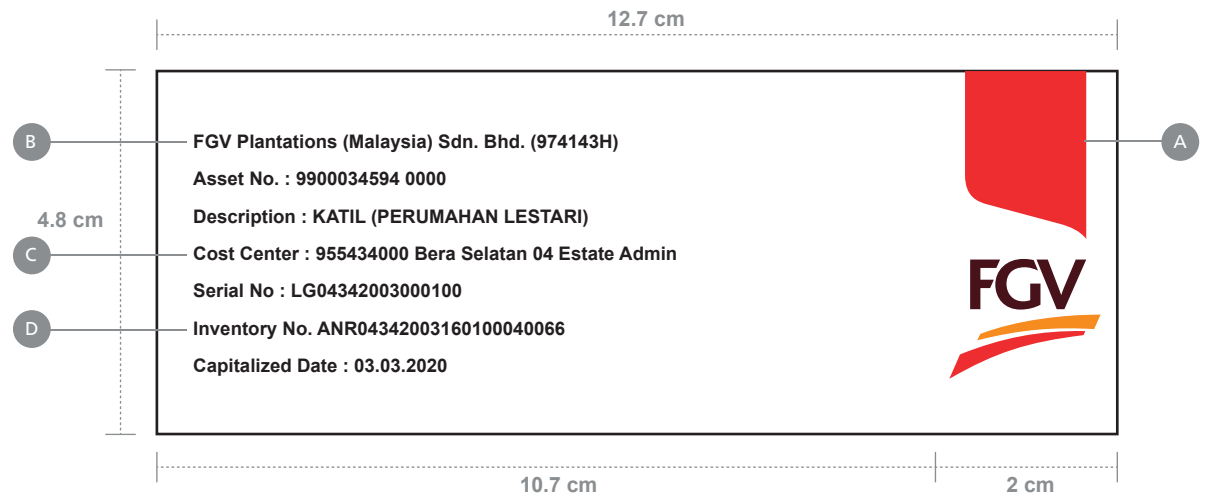 12.7 cm
B
FGV Plantations (Malaysia) Sdn. Bhd. (974143H)
A
Asset No. : 9900034594 0000
Description : KATIL (PERUMAHAN LESTARI)
4.8 cm
C
Cost Center : 955434000 Bera Selatan 04 Estate Admin
Serial No : LG04342003000100
FGV
D
Inventory No. ANR04342003160100040066
Capitalized Date : 03.03.2020
10.7 cm
2 cm